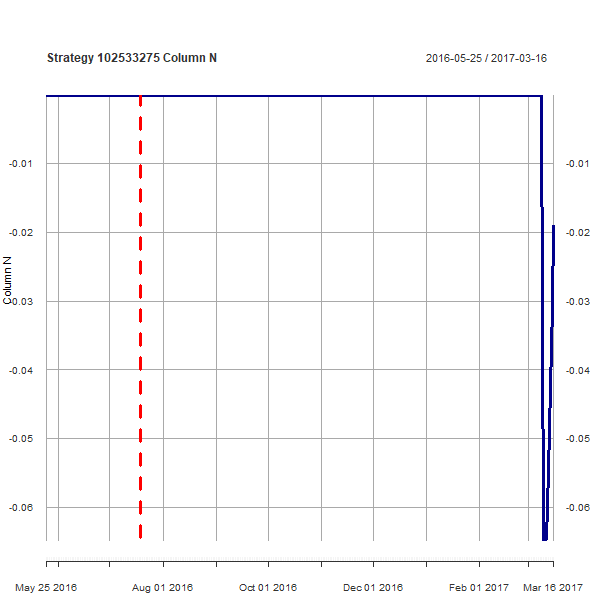 Strategy 102533275 Column N
2016-05-25 / 2017-03-16
-0.01 -0.01
-0.02 -0.02
Column N
-0.03 -0.03
-0.04 -0.04
-0.05 -0.05
-0.06 -0.06
May 25 2016 Aug 01 2016 Oct 01 2016 Dec 01 2016 Feb 01 2017 Mar 16 2017